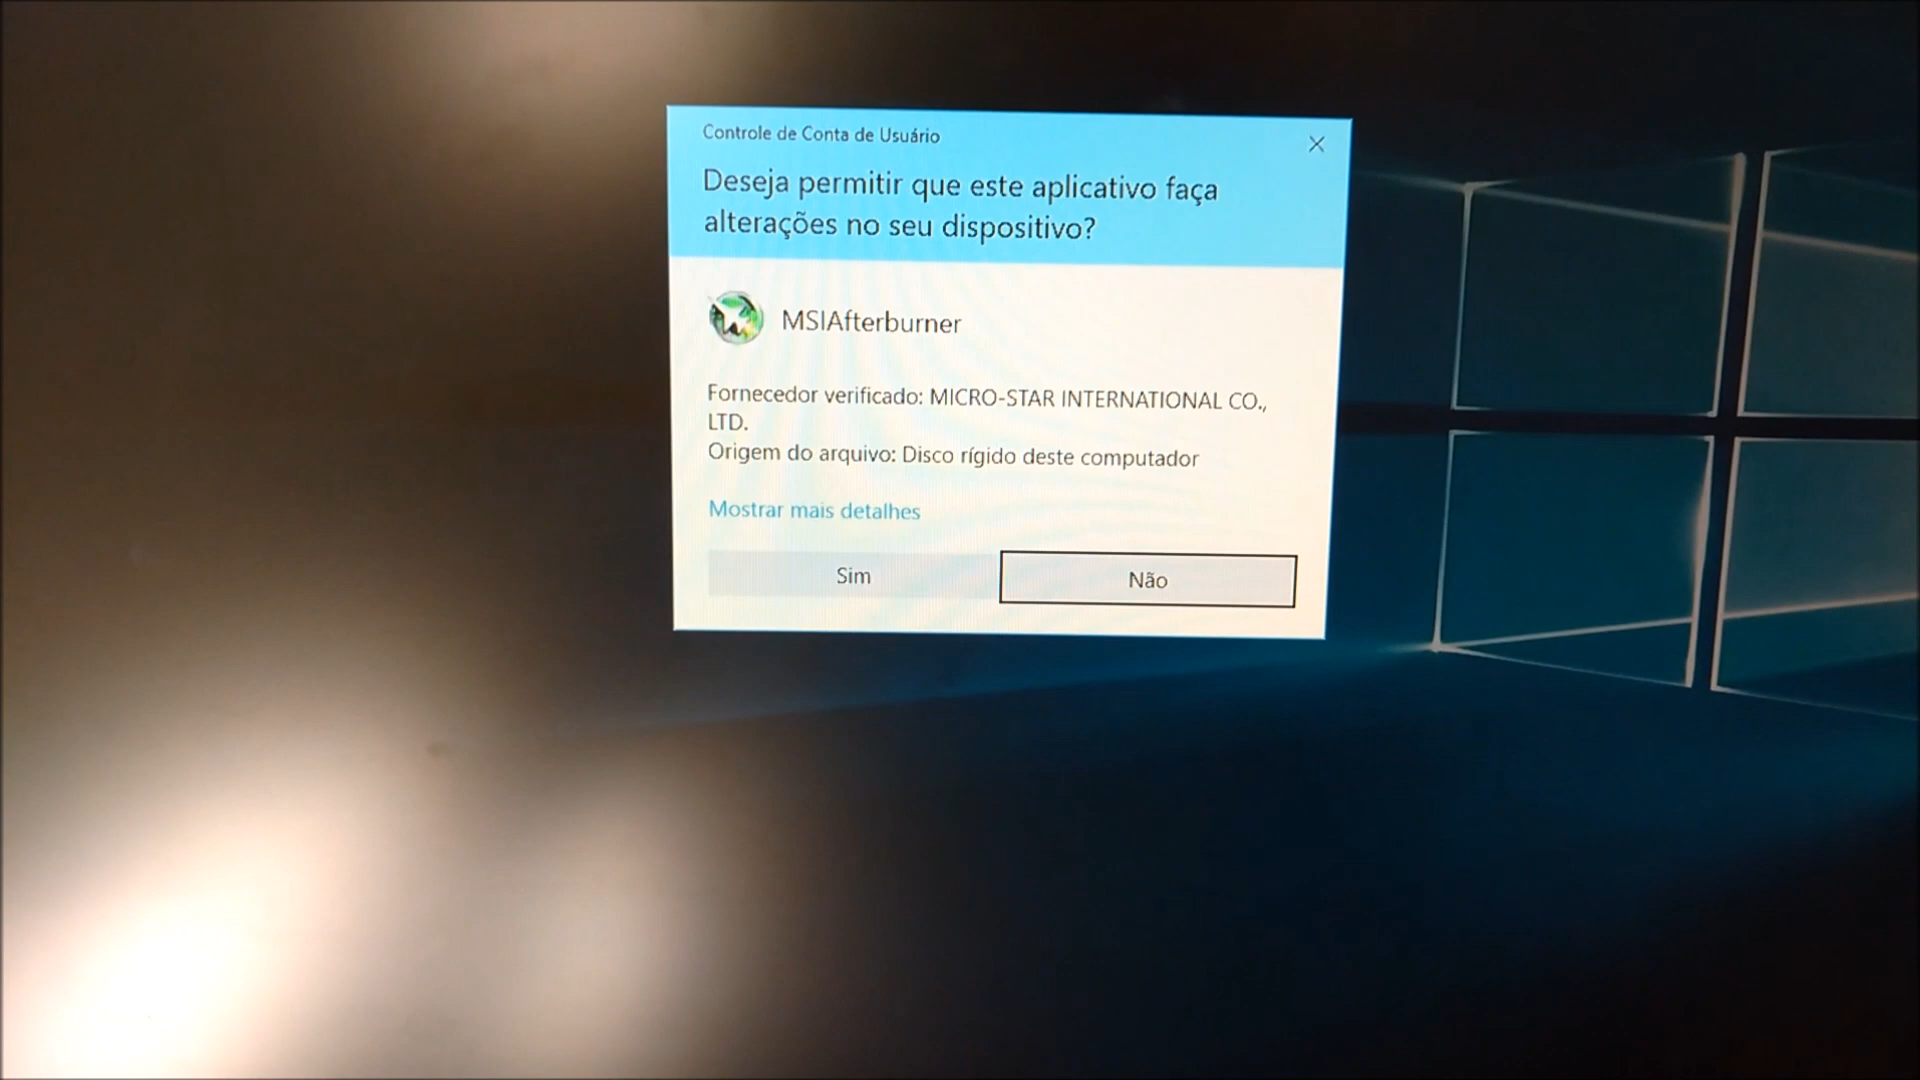 Controle de Conta de Usuário
Deseja permitir que este aplicativo faça
alterações no seu dispositivo?
MSIAfterburner
Fornecedor verificado: MICRO-STAR INTERNATIONAL CO.,
LTD.
Origem do arquivo: Disco rígido deste computador
Mostrar mais detalhes
Sim
Não